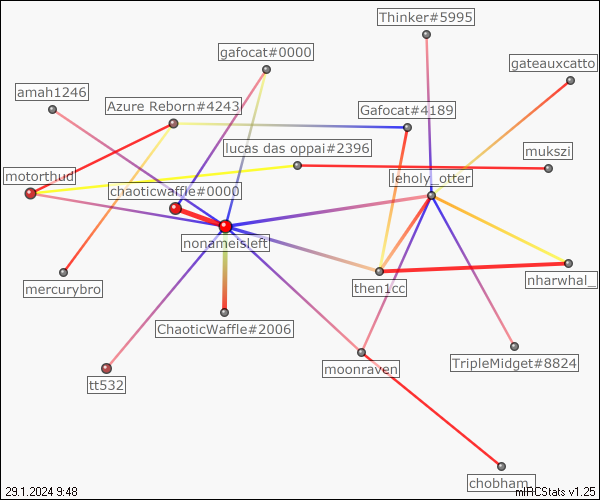 Thinker#5995
gafocat#0000
gateauxcatto
amah1246
Azure Reborn#4243
Gafocat#4189
lucas das oppai#2396
mukszi
motorthud
leholy_otter
chaoticwaffle#0000
nonameisleft
then1cc
nharwhal_
mercurybro
ChaoticWaffle#2006
moonraven
TripleMidget#8824
tt532
chobham_
29.1.2024 9:48
mIRCStats v1.25